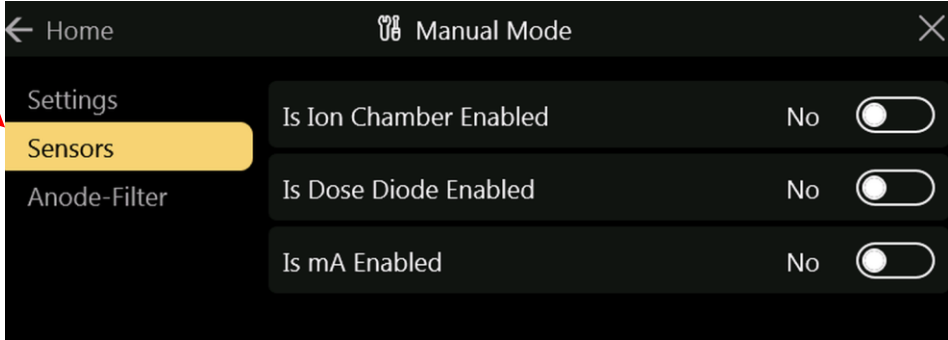 Home
Manual Mode
Settings
Sensors
Anode-Filter
Is Ion Chamber Enabled No
Is Dose Diode Enabled No
Is mA Enabled No